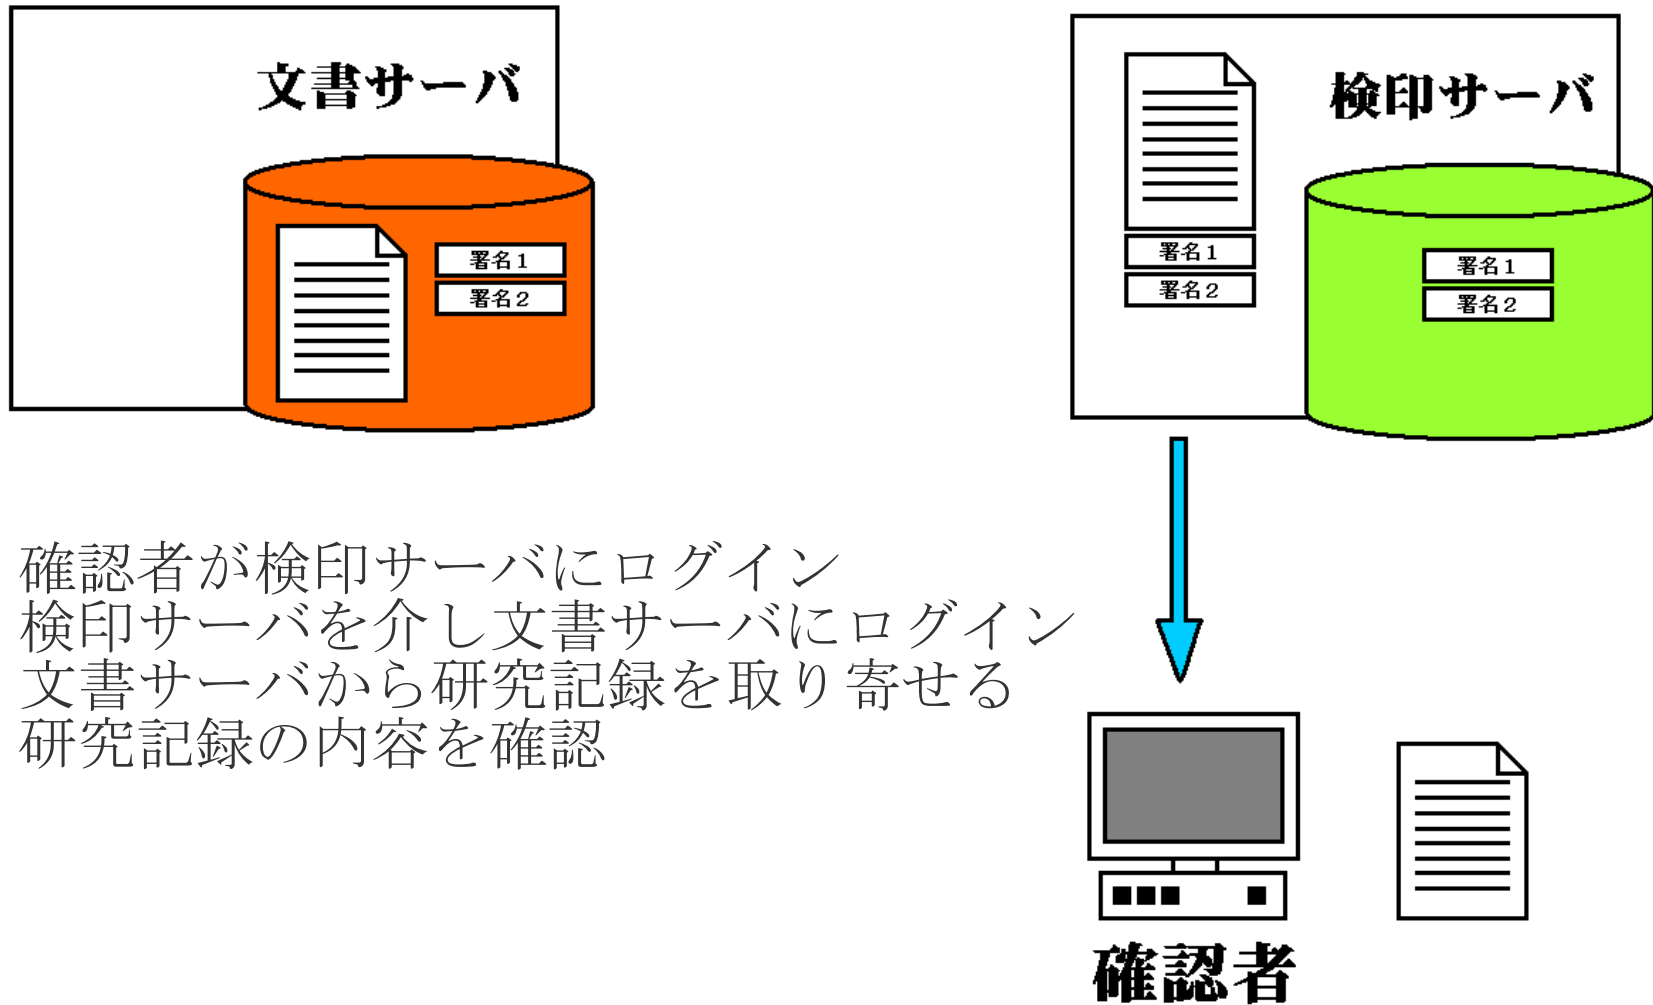 文書サーバ
署名1
署名2
検印サーバ
署名1
署名2
署名1
署名2
確認者が検印サーバにログイン
検印サーバを介し文書サーバにログイン
文書サーバから研究記録を取り寄せる
研究記録の内容を確認
確認者